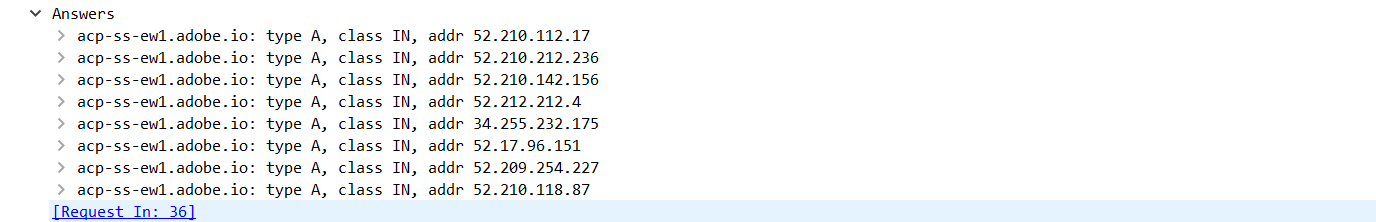 Answers
acp-ss-ew1.adobe.io: type A, class IN, addr 52.210.112.17
acp-ss-ew1.adobe.io: type A, class IN, addr 52.210.212.236
acp-ss-ew1.adobe.io: type A, class IN, addr 52.210.142.156
acp-ss-ew1.adobe.io: type A, class IN, addr 52.212.212.4
acp-ss-ew1.adobe.io: type A, class IN, addr 34.255.232.175
acp-ss-ew1.adobe.io: type A, class IN, addr 52.17.96.151
acp-ss-ew1.adobe.io: type A, class IN, addr 52.209.254.227
acp-ss-ew1.adobe.io: type A, class IN, addr 52.210.118.87
[Request In: 36]